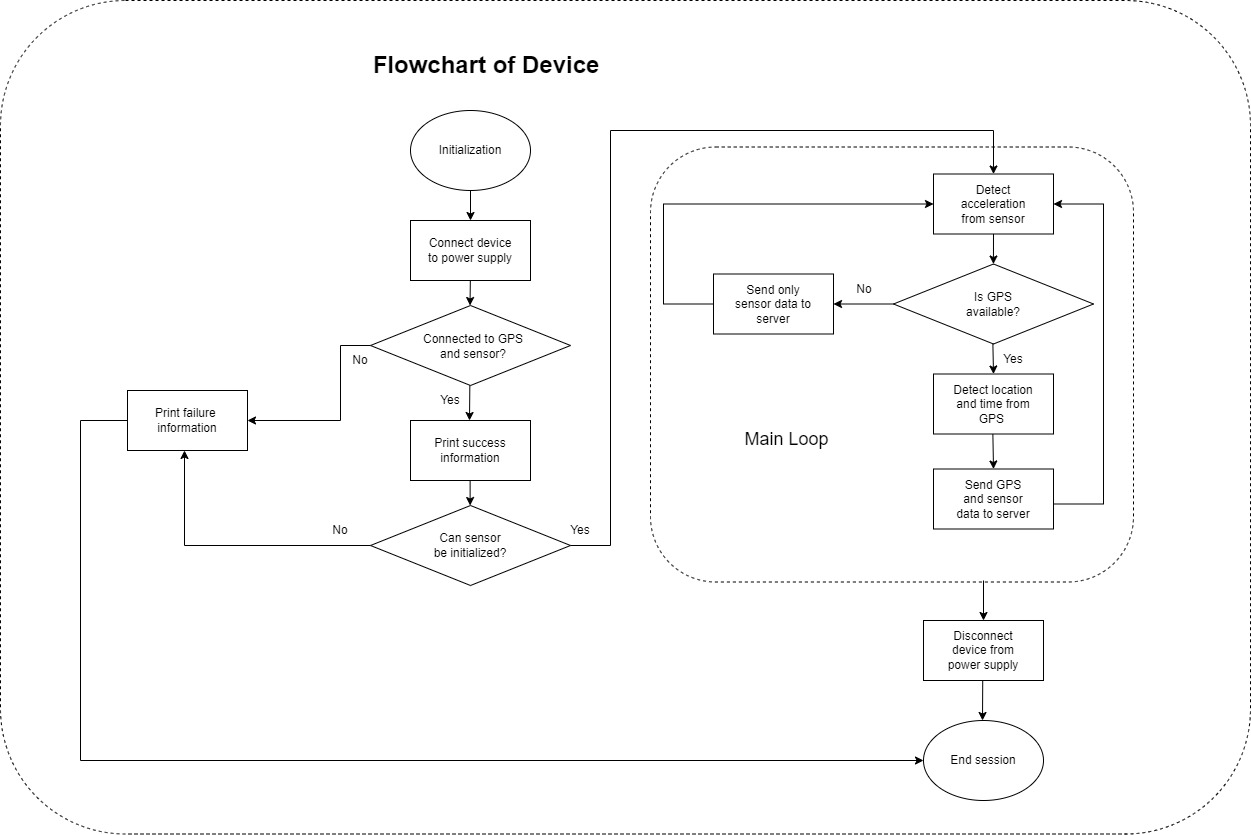 Flowchart of Device
Initialization
Connect device
to power supply
Connected to GPS
and sensor?
No
Yes
Print failure
information
Print success
information
Can sensor
be initialized?
No
Yes
Detect
acceleration
from sensor
Is GPS
available?
No
Send only
sensor data to
server
Yes
Detect location
and time from
GPS
Main Loop
Send GPS
and sensor
data to server
Disconnect
device from
power supply
End session